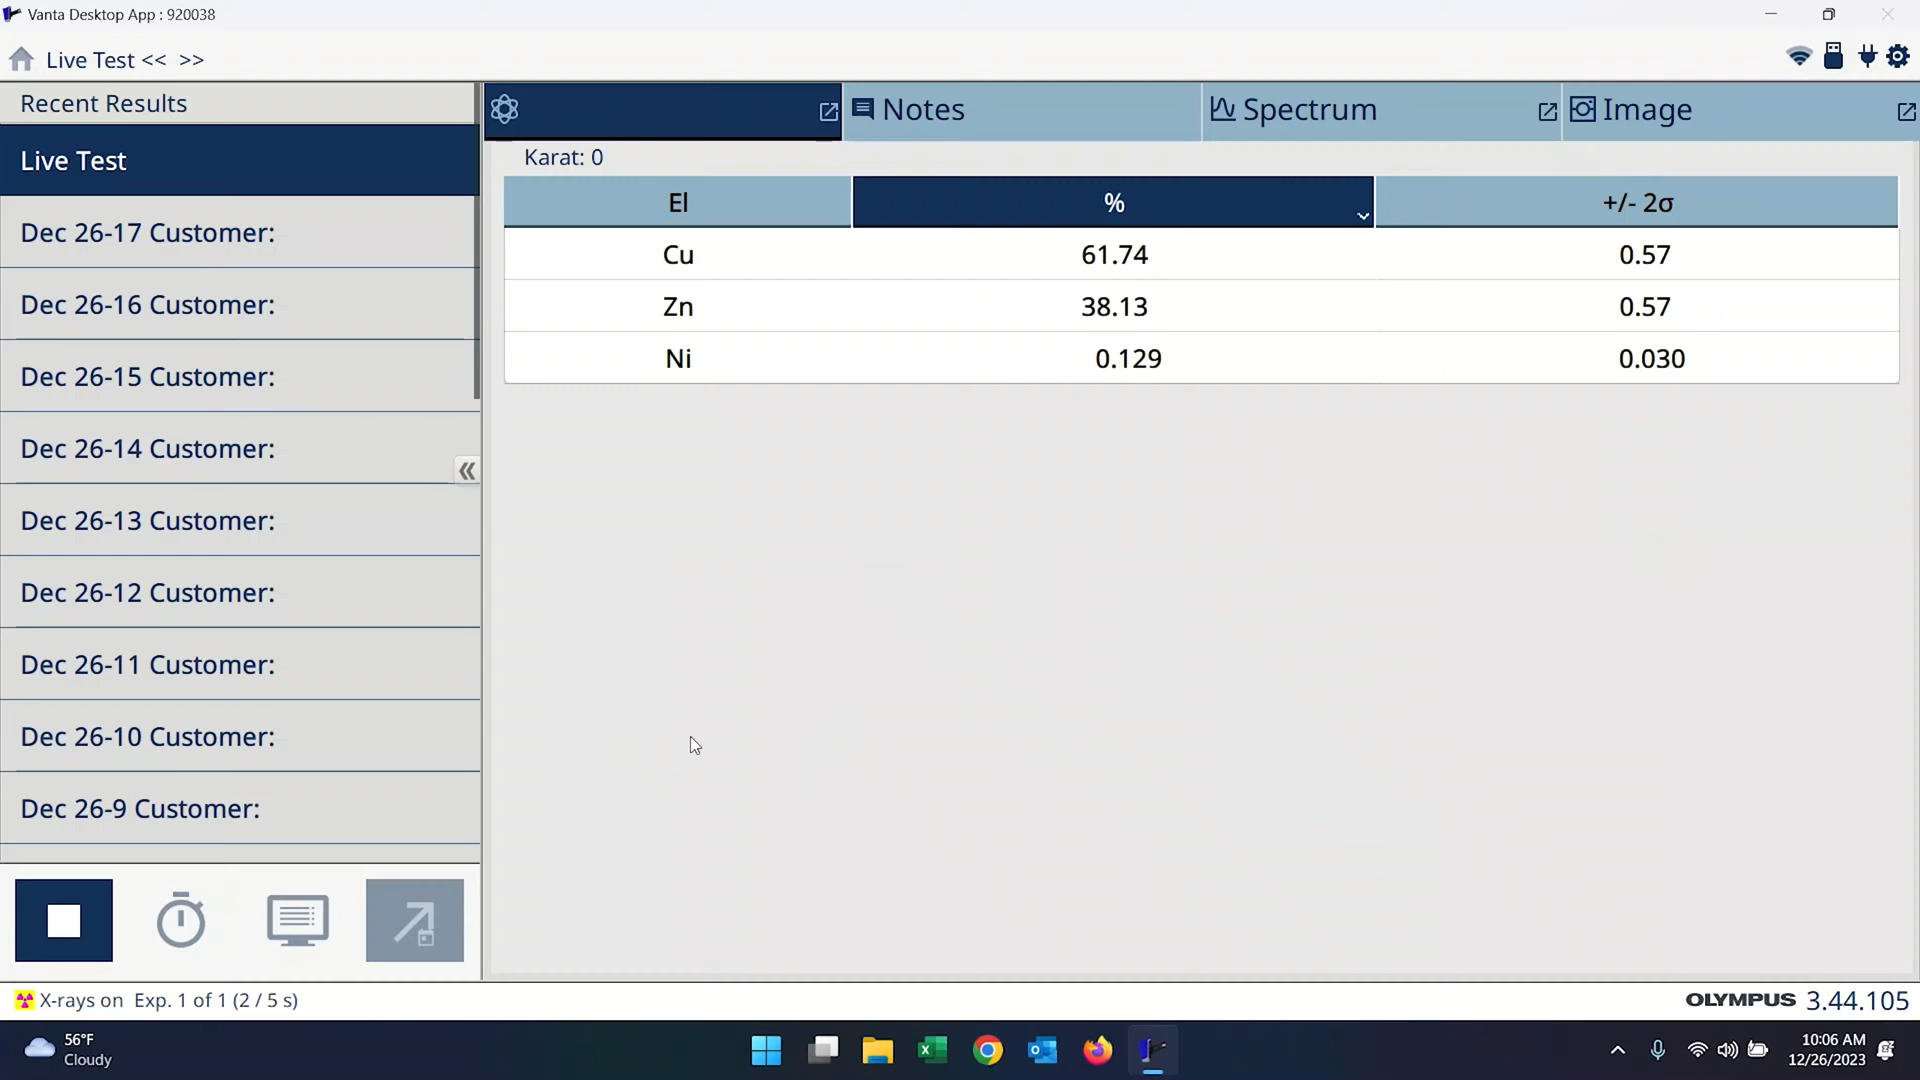 Vanta Desktop App : 920038
Live Test << >>
Recent Results
Live Test
Dec 26-17 Customer:
Dec 26-16 Customer:
Dec 26-15 Customer:
Dec 26-14 Customer:
Dec 26-13 Customer:
Dec 26-12 Customer:
Dec 26-11 Customer:
Dec 26-10 Customer:
Dec 26-9 Customer:
Notes
Spectrum
Image
Karat: 0
El % +/- 2σ
Cu 61.74 0.57
Zn 38.13 0.57
Ni 0.129 0.030
X-rays on Exp. 1 of 1 (2 / 5 s)
OLYMPUS 3.44.105
56°F
Cloudy
10:06 AM
12/26/2023